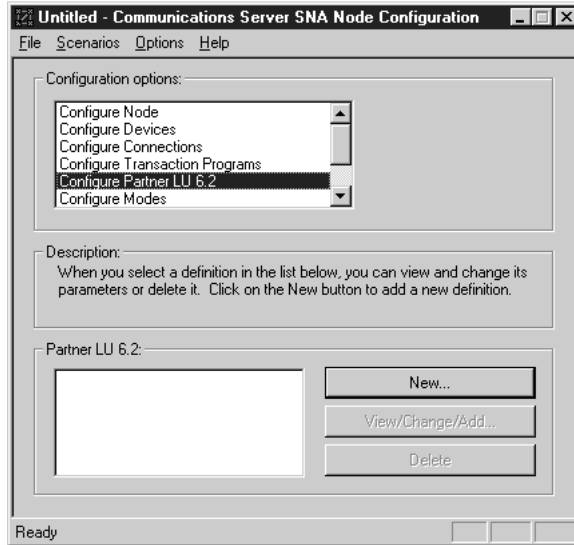 Untitled - Communications Server SNA Node Configuration
File Scenarios Options Help
Configuration options:
Configure Node
Configure Devices
Configure Connections
Configure Transaction Programs
Configure Partner LU 6.2
Configure Modes
Description:
When you select a definition in the list below, you can view and change its
parameters or delete it. Click on the New button to add a new definition.
Partner LU 6.2:
New...
View/Change/Add...
Delete
Ready